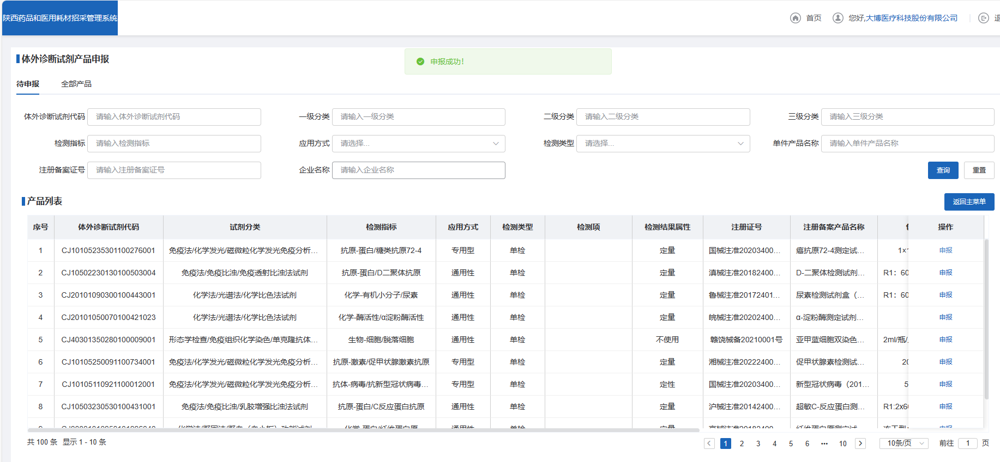 陕西药品和医用耗材招采管理系统
首页 您好,大博医疗科技股份有限公司
体外诊断试剂产品申报
申报成功！
待申报 全部产品
体外诊断试剂代码 请输入体外诊断试剂代码 一级分类 请输入一级分类 二级分类 请输入二级分类 三级分类 请输入三级分类
检测指标 请输入检测指标 应用方式 请选择... 检测类型 请选择... 单件产品名称 请输入单件产品名称
注册备案证号 请输入注册备案证号 企业名称 请输入企业名称 查询 重置
产品列表 返回主菜单
序号 体外诊断试剂代码 试剂分类 检测指标 应用方式 检测类型 检测项 检测结果属性 注册证号 注册备案产品名称 操作
1 CJ10105235301100276001 免疫法/化学发光/磁微粒化学发光免疫分析... 抗原-蛋白/糖类抗原72-4 专用型 单检 定量 国械注准20203400... 癌抗原72-4测定试... 1× 申报
2 CJ10502230130100503004 免疫法/免疫比浊/免疫透射比浊法试剂 抗原-蛋白/D二聚体抗原 通用性 单检 定量 滇械注准20182400... D-二聚体检测试剂... R1：60 申报
3 CJ20101090300100443001 化学法/光谱法/化学比色法试剂 化学-有机小分子/尿素 通用性 单检 定量 鲁械注准20172401... 尿素检测试剂盒（... R1：60 申报
4 CJ20101050070100421023 化学法/光谱法/化学比色法试剂 化学-酶活性/α淀粉酶活性 通用性 单检 定量 皖械注准20202400... α-淀粉酶测定试剂... 申报
5 CJ40301350280100009001 形态学检查/免疫组织化学染色/单克隆抗体... 生物-细胞/脱落细胞 通用性 单检 不使用 赣饶械备20210001号 亚甲蓝细胞双染色... 2ml/瓶/ 申报
6 CJ10105250091100734001 免疫法/化学发光/磁微粒化学发光免疫分析... 抗原-激素/促甲状腺激素抗原 专用型 单检 定量 湘械注准20222400... 促甲状腺素检测试... 20 申报
7 CJ10105110921100012001 免疫法/化学发光/磁微粒化学发光免疫分析... 抗体-病毒/抗新型冠状病毒... 专用型 单检 定性 国械注准20203400... 新型冠状病毒（201... 5 申报
8 CJ10503230530100431001 免疫法/免疫比浊/乳胶增强比浊法试剂 抗原-蛋白/C反应蛋白抗原 通用性 单检 定量 沪械注准20142400... 超敏C-反应蛋白测... R1:2x6 申报
共 100 条 显示 1 - 10 条 1 2 3 4 5 6 ••• 10 10条/页 前往 1 页